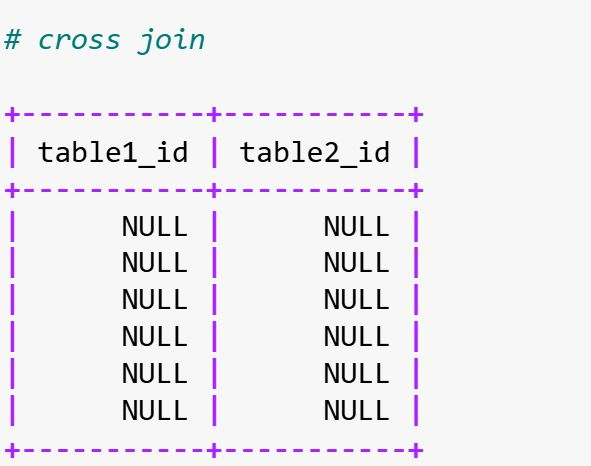 # cross join
+-----------+-----------+
| table1_id | table2_id |
+-----------+-----------+
|      NULL |      NULL |
|      NULL |      NULL |
|      NULL |      NULL |
|      NULL |      NULL |
|      NULL |      NULL |
|      NULL |      NULL |
+-----------+-----------+